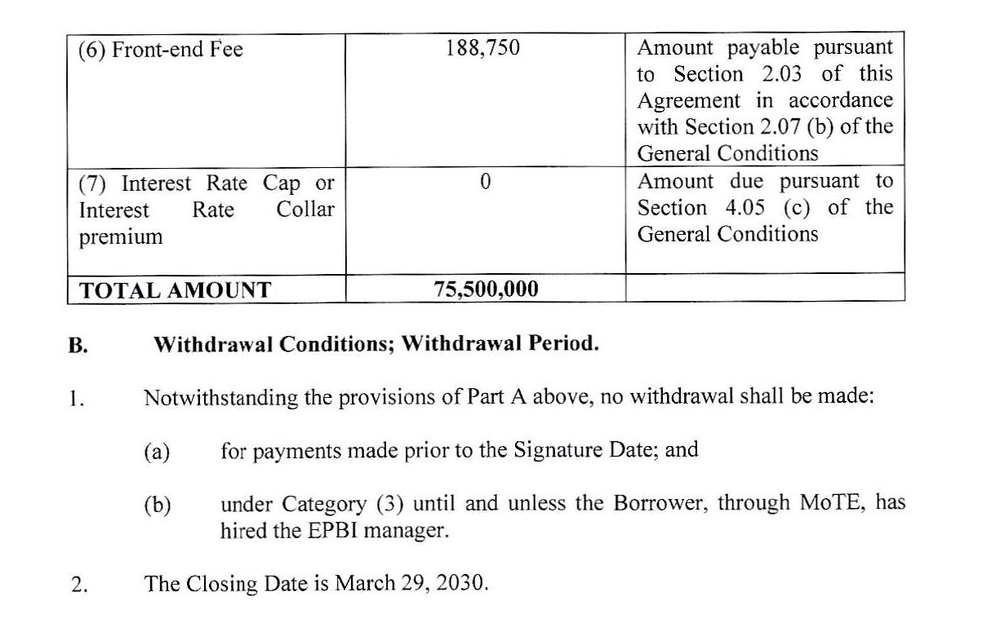 (6) Front-end Fee 188,750 Amount payable pursuant
to Section 2.03 of this
Agreement in accordance
with Section 2.07 (b) of the
General Conditions
(7) Interest Rate Cap or 0 Amount due pursuant to
Interest Rate Collar Section 4.05 (c) of the
premium General Conditions
TOTAL AMOUNT 75,500,000
B. Withdrawal Conditions; Withdrawal Period.
1. Notwithstanding the provisions of Part A above, no withdrawal shall be made:
(a) for payments made prior to the Signature Date; and
(b) under Category (3) until and unless the Borrower, through MoTE, has
hired the EPBI manager.
2. The Closing Date is March 29, 2030.